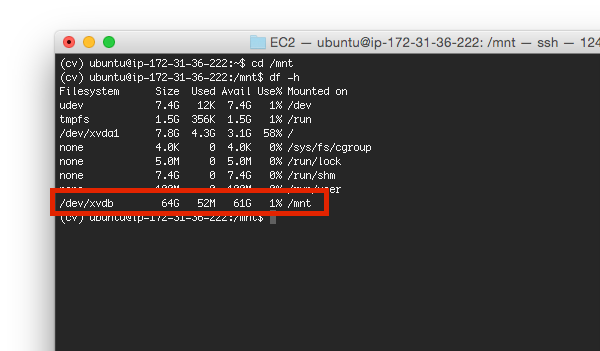 EC2 — ubuntu@ip-172-31-36-222: /mnt — ssh — 124
(cv) ubuntu@ip-172-31-36-222:~$ cd /mnt
(cv) ubuntu@ip-172-31-36-222:/mnt$ df -h
Filesystem Size Used Avail Use% Mounted on
udev 7.4G 12K 7.4G 1% /dev
tmpfs 1.5G 356K 1.5G 1% /run
/dev/xvda1 7.8G 4.3G 3.1G 58% /
none 4.0K 0 4.0K 0% /sys/fs/cgroup
none 5.0M 0 5.0M 0% /run/lock
none 7.4G 0 7.4G 0% /run/shm
none 100M 0 100M 0% /run/user
/dev/xvdb 64G 52M 61G 1% /mnt
(cv) ubuntu@ip-172-31-36-222:/mnt$